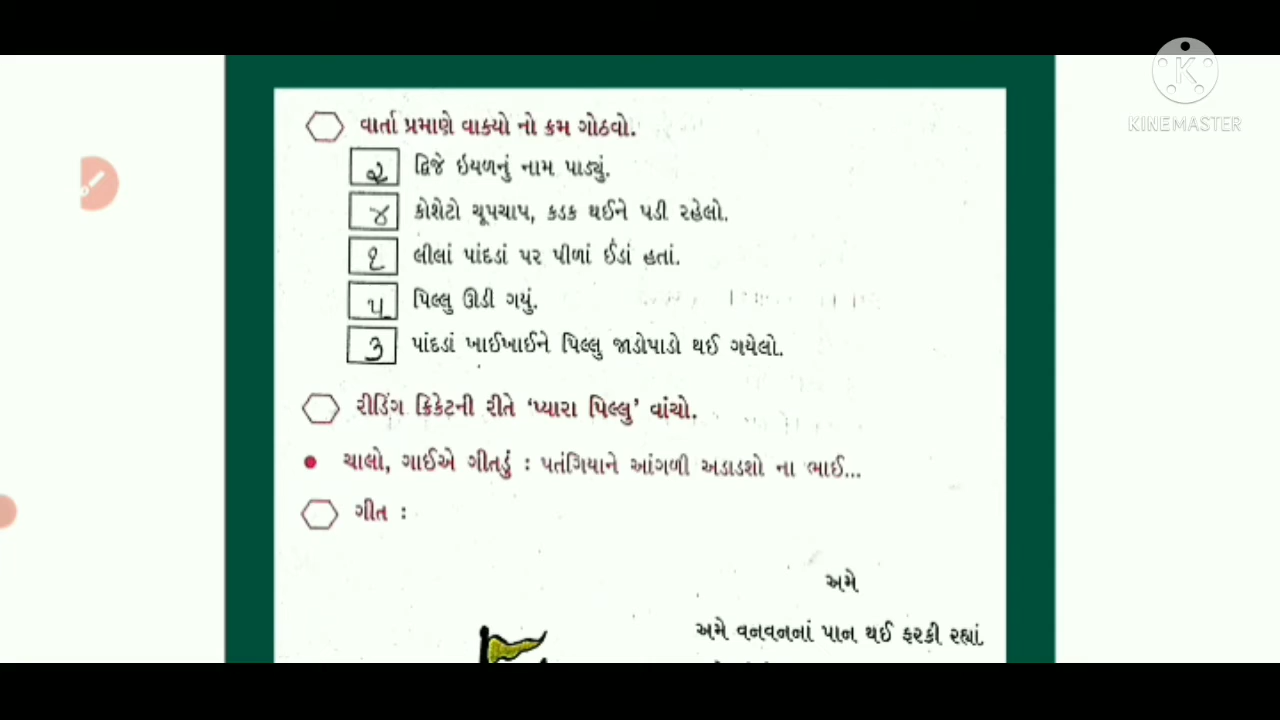 KINEMASTER
વાર્તા પ્રમાણે વાક્યો નો ક્રમ ગોઠવો.
૨ દ્વિજે ઇયળનું નામ પાડ્યું.
૪ કોશેટો ચૂપચાપ, કડક થઈને પડી રહેલો.
૧ લીલાં પાંદડાં પર પીળાં ઈંડાં હતાં.
૫ પિલ્લુ ઊડી ગયું.
૩ પાંદડાં ખાઈખાઈને પિલ્લુ જાડોપાડો થઈ ગયેલો.
રીડિંગ ક્રિકેટની રીતે ‘પ્યારા પિલ્લુ’ વાંચો.
• ચાલો, ગાઈએ ગીતડું : પતંગિયાને આંગળી અડાડશો ના ભાઈ...
ગીત :
અમે
અમે વનવનનાં પાન થઈ ફરકી રહ્યાં